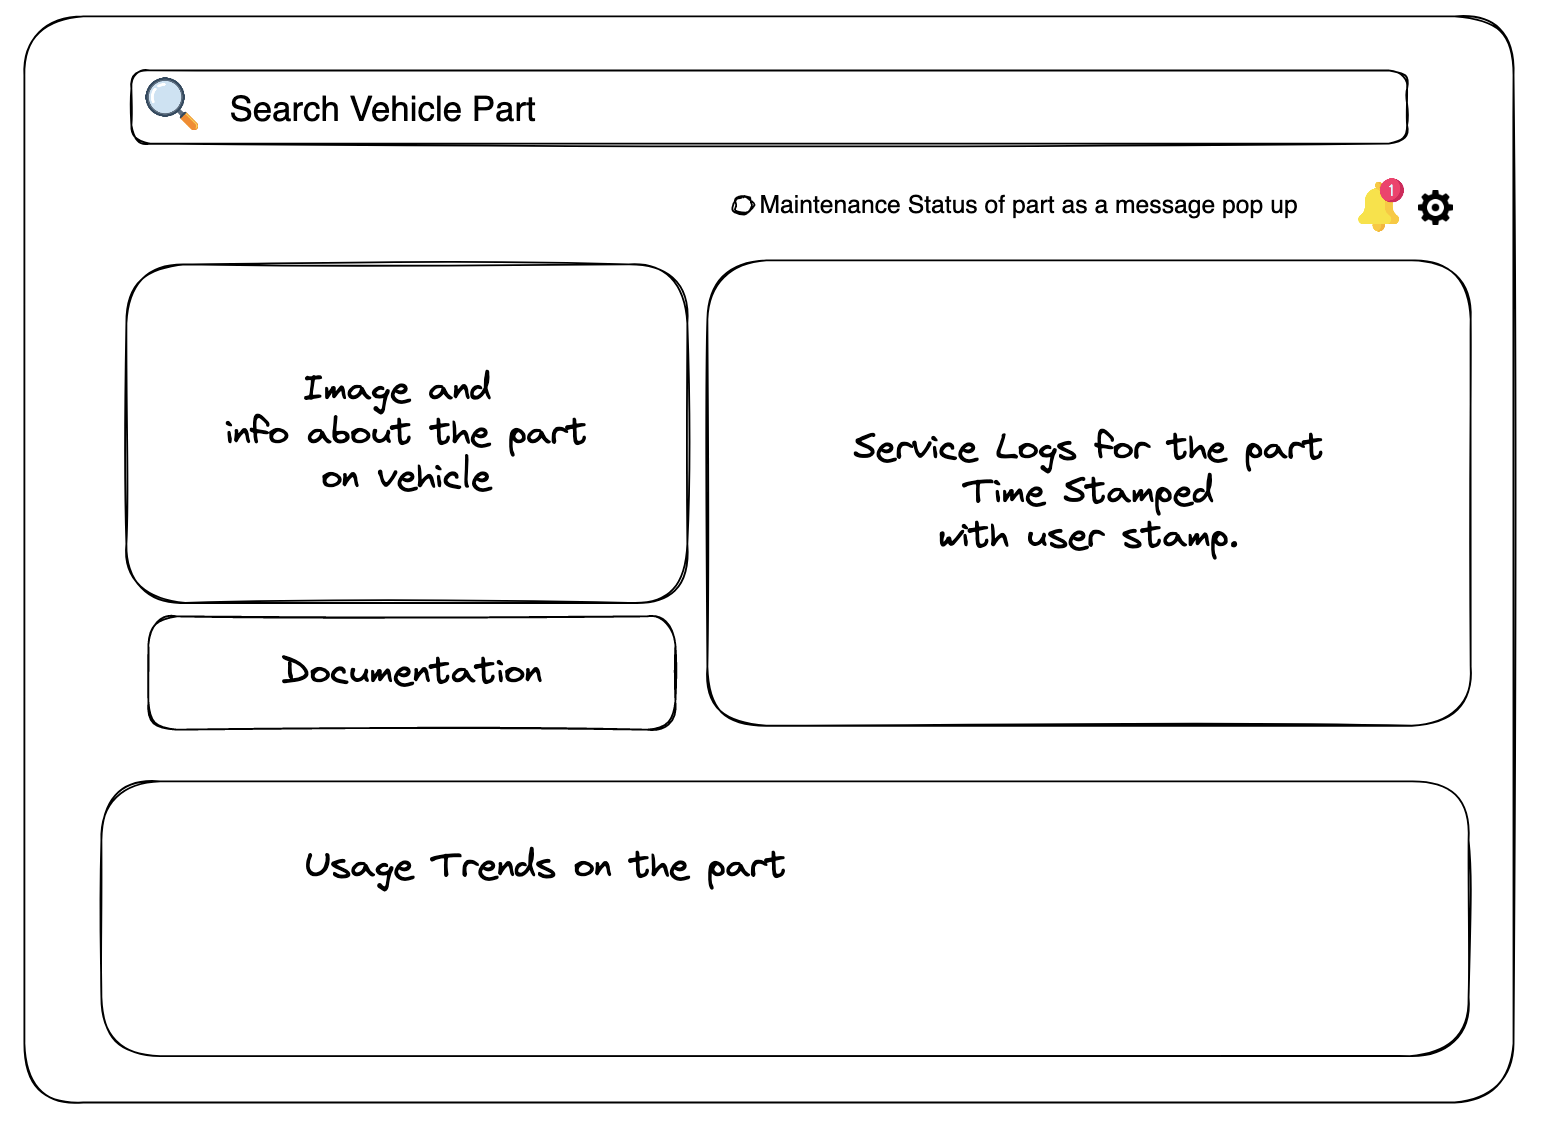 Search Vehicle Part
Maintenance Status of part as a message pop up
1
Image and
info about the part
on vehicle
Service Logs for the part
Time Stamped
with user stamp.
Documentation
Usage Trends on the part